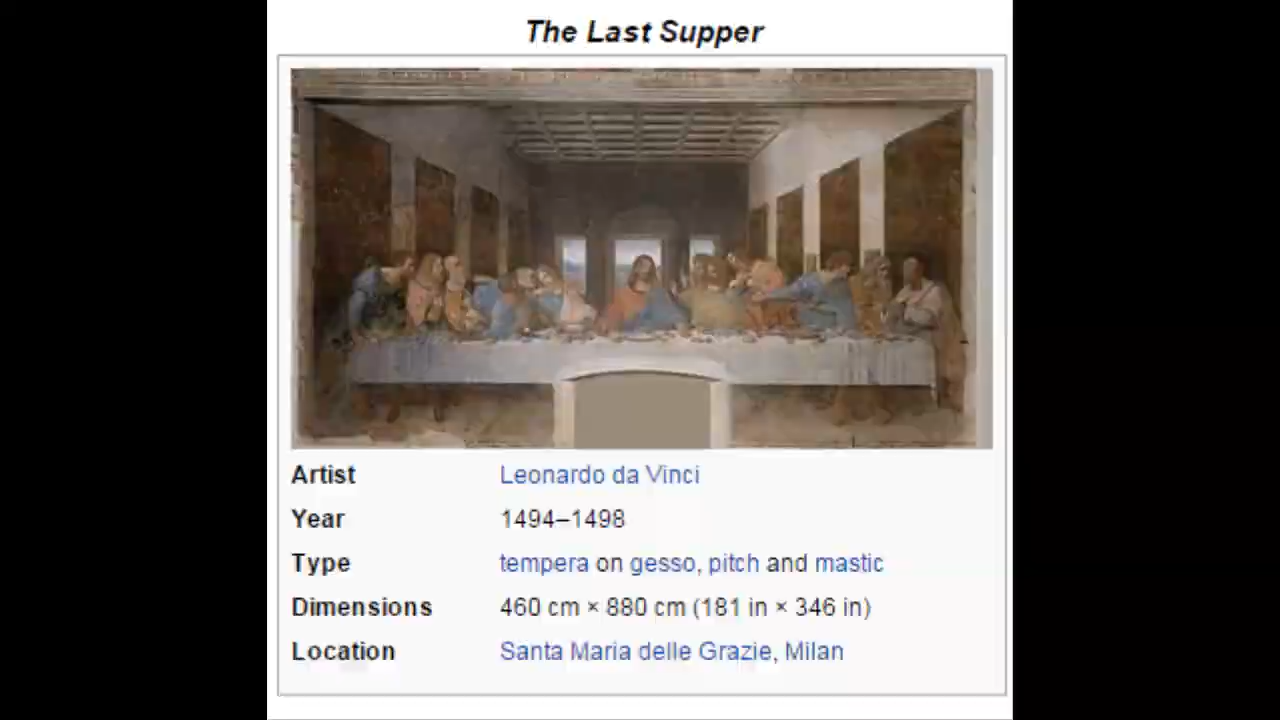 The Last Supper
Artist Leonardo da Vinci
Year 1494–1498
Type tempera on gesso, pitch and mastic
Dimensions 460 cm × 880 cm (181 in × 346 in)
Location Santa Maria delle Grazie, Milan